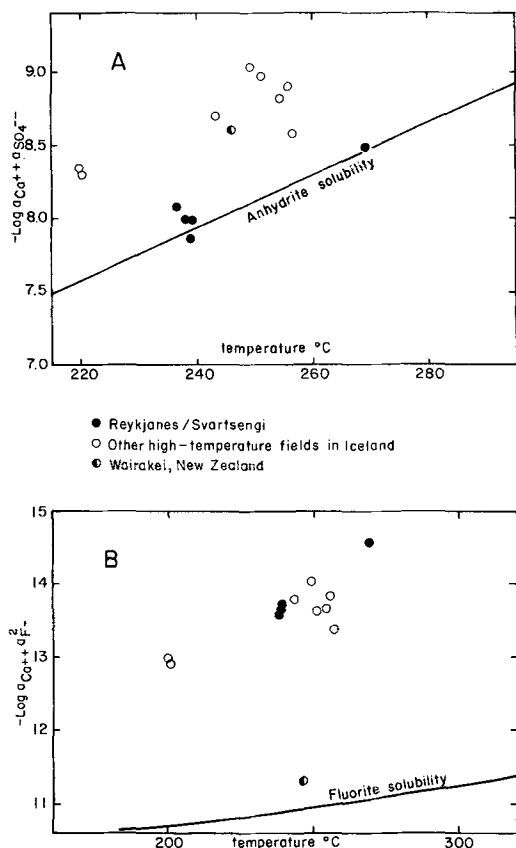 A
-Log aCa++ aSO4--
9.0
8.5
8.0
7.5
7.0
Anhydrite solubility
temperature °C
220 240 260 280
● Reykjanes/Svartsengi
○ Other high-temperature fields in Iceland
◐ Wairakei, New Zealand
B
-Log aCa++ a2F-
15
14
13
12
11
Fluorite solubility
200 temperature °C 300